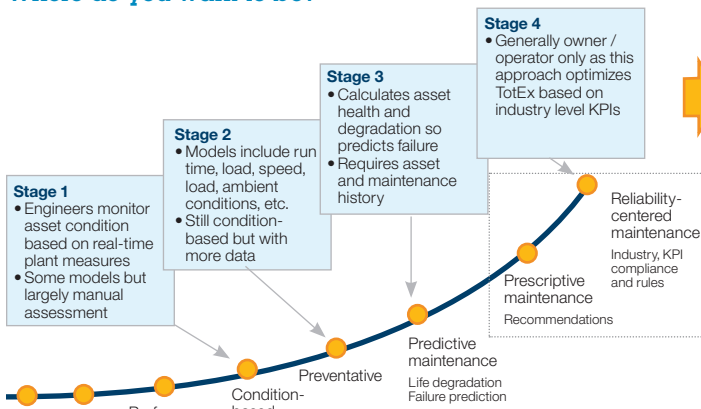 Stage 4
• Generally owner /
operator only as this
approach optimizes
TotEx based on
industry level KPIs
Stage 3
• Calculates asset
health and
degradation so
predicts failure
• Requires asset
and maintenance
history
Stage 2
• Models include run
time, load, speed,
load, ambient
conditions, etc.
• Still condition-
based but with
more data
Stage 1
• Engineers monitor
asset condition
based on real-time
plant measures
• Some models but
largely manual
assessment
Reliability-
centered
maintenance
Industry, KPI
compliance
and rules
Prescriptive
maintenance
Recommendations
Predictive
maintenance
Life degradation
Failure prediction
Preventative
Condition-